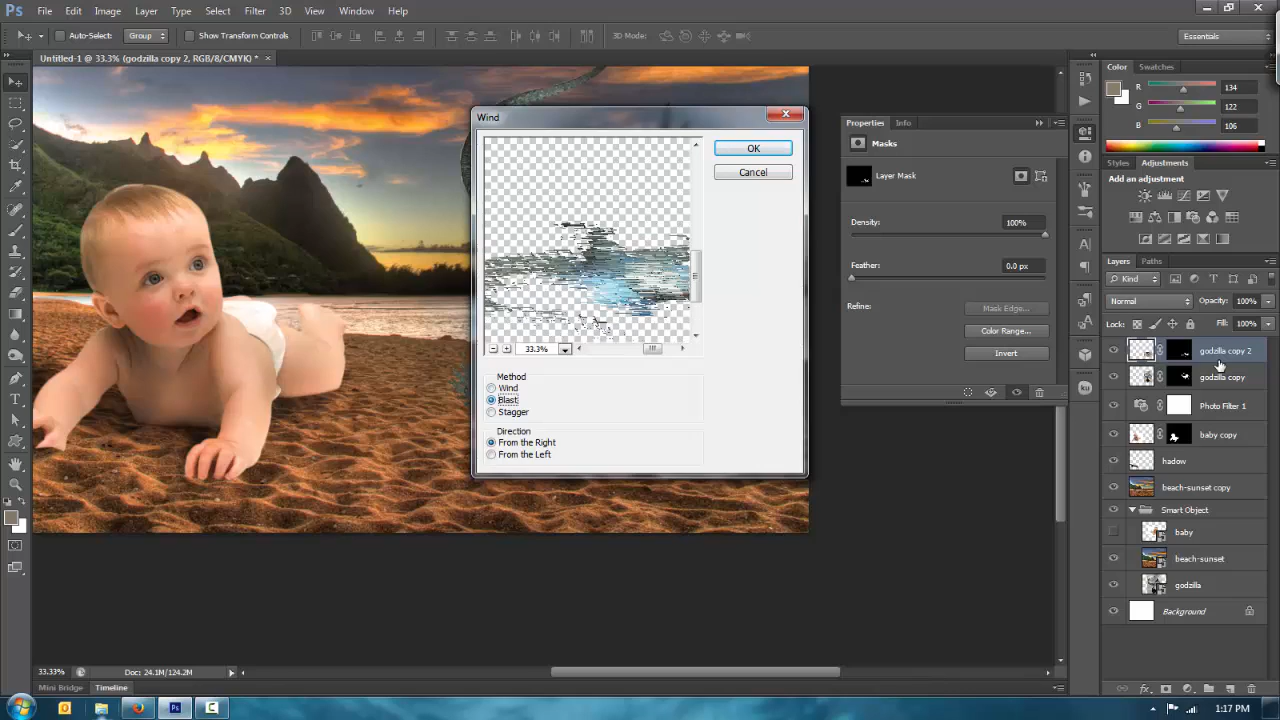 Ps File Edit Image Layer Type Select Filter 3D View Window Help
Auto-Select: Group Show Transform Controls 3D Mode: Essentials
Untitled-1 @ 33.3% (godzilla copy 2, RGB/8/CMYK) * ×
Wind
OK
Cancel
33.3%
Method
Wind
Blast
Stagger
Direction
From the Right
From the Left
Properties Info
Masks
Layer Mask
Density: 100%
Feather: 0.0 px
Refine: Mask Edge...
Color Range...
Invert
Color Swatches
R 134
G 122
B 106
Styles Adjustments
Add an adjustment
Layers Paths
Kind
Normal Opacity: 100%
Lock: Fill: 100%
godzilla copy 2
godzilla copy
Photo Filter 1
baby copy
hadow
beach-sunset copy
Smart Object
baby
beach-sunset
godzilla
Background
ku
fx
33.33% Doc: 24.1M/124.2M
Mini Bridge Timeline
1:17 PM